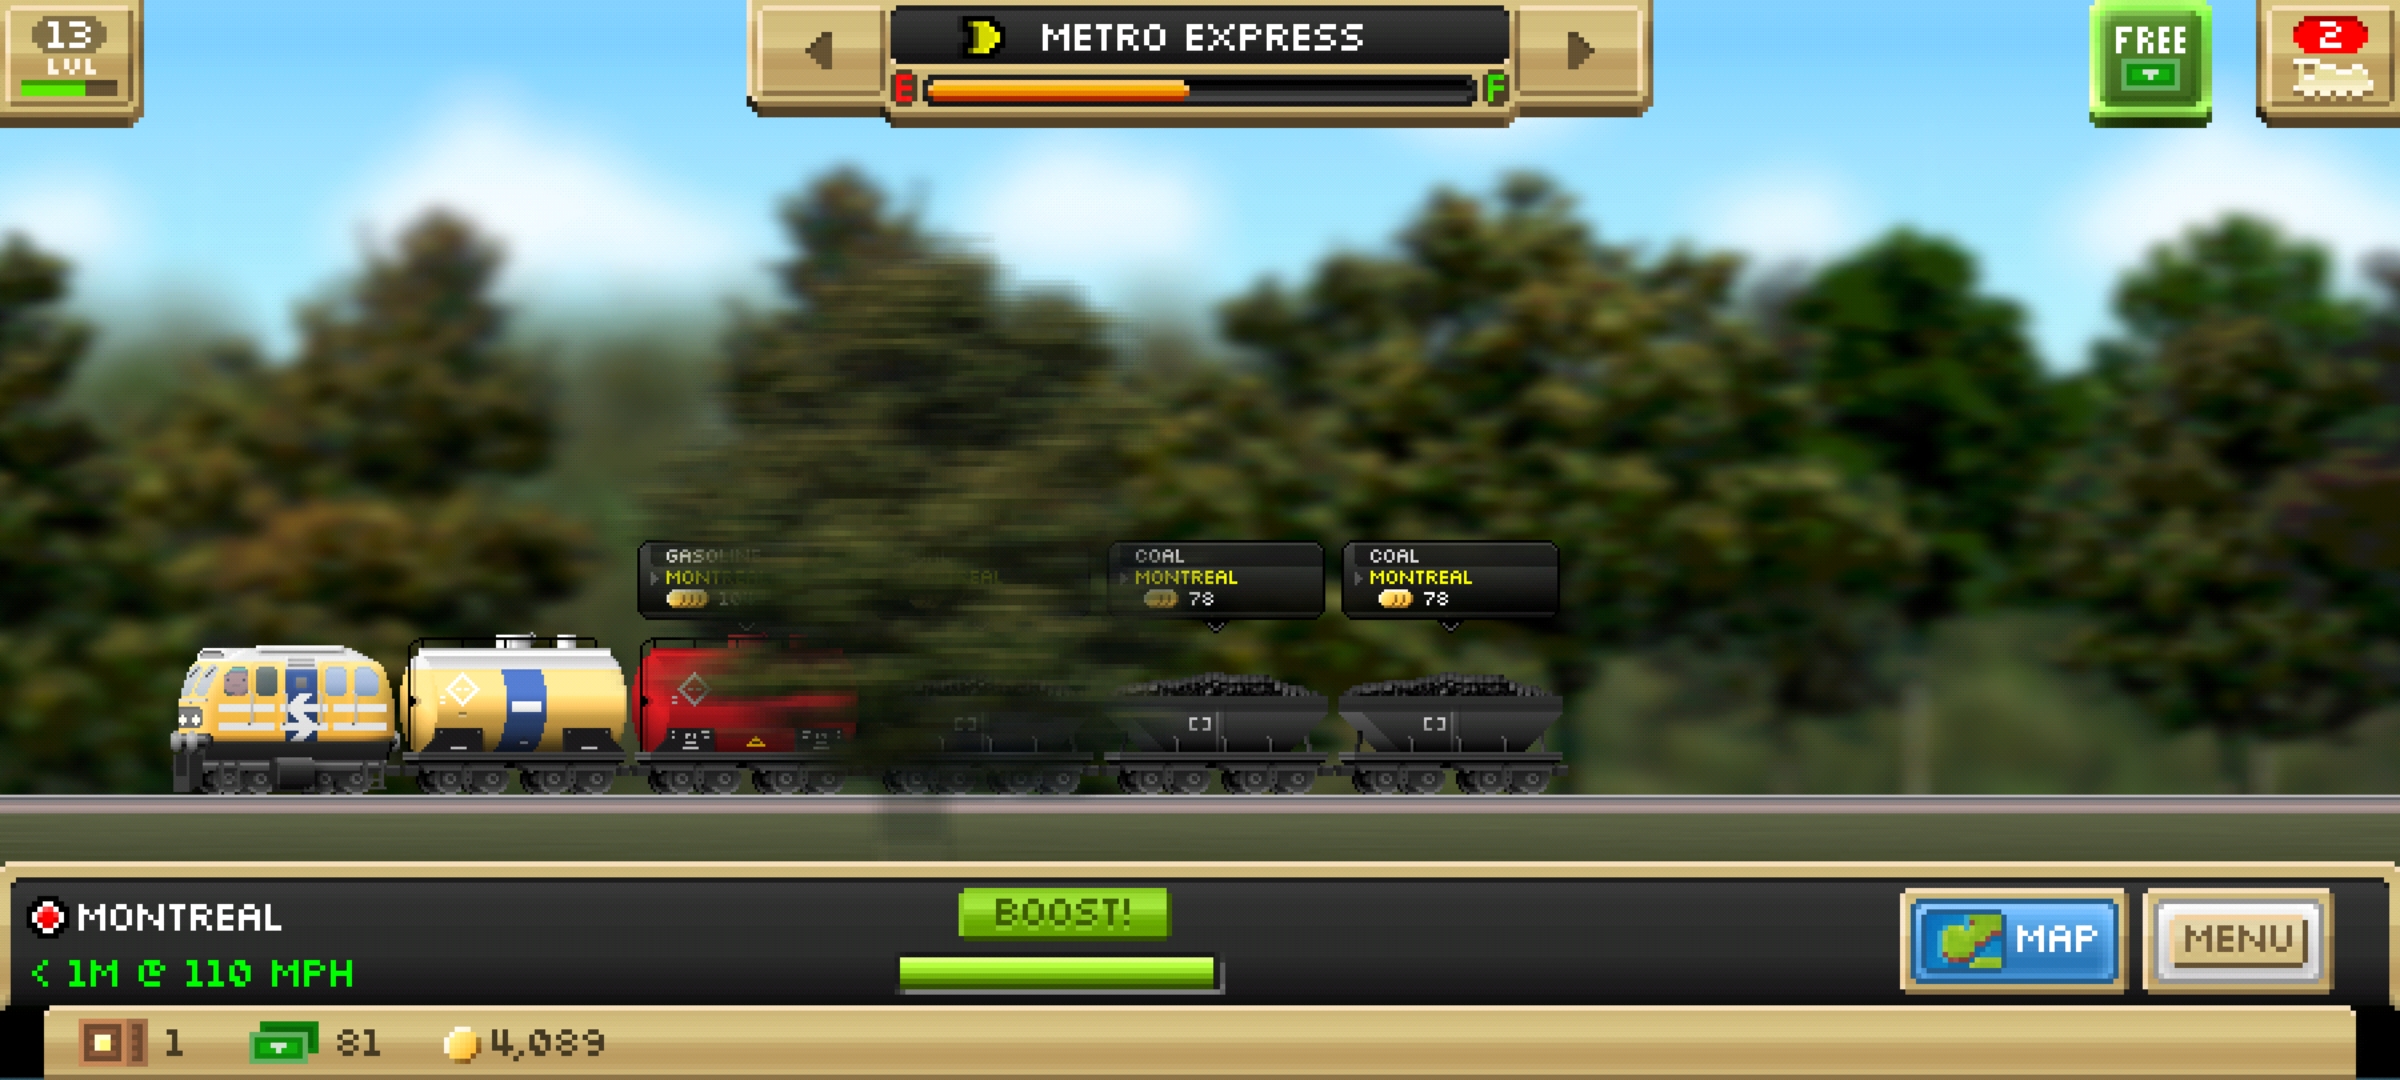 13
LVL
METRO EXPRESS
E F
FREE
2
GASOLINE
MONTREAL
COAL
MONTREAL
78
COAL
MONTREAL
78
MONTREAL
BOOST!
< 1M @ 110 MPH
MAP
MENU
1
81
4,089